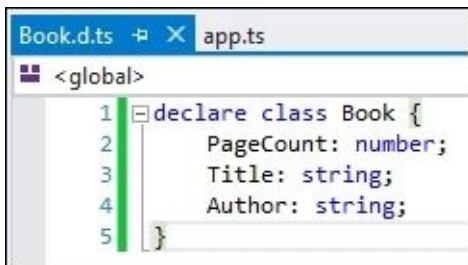 Book.d.ts app.ts
<global>
1 declare class Book {
2 PageCount: number;
3 Title: string;
4 Author: string;
5 }